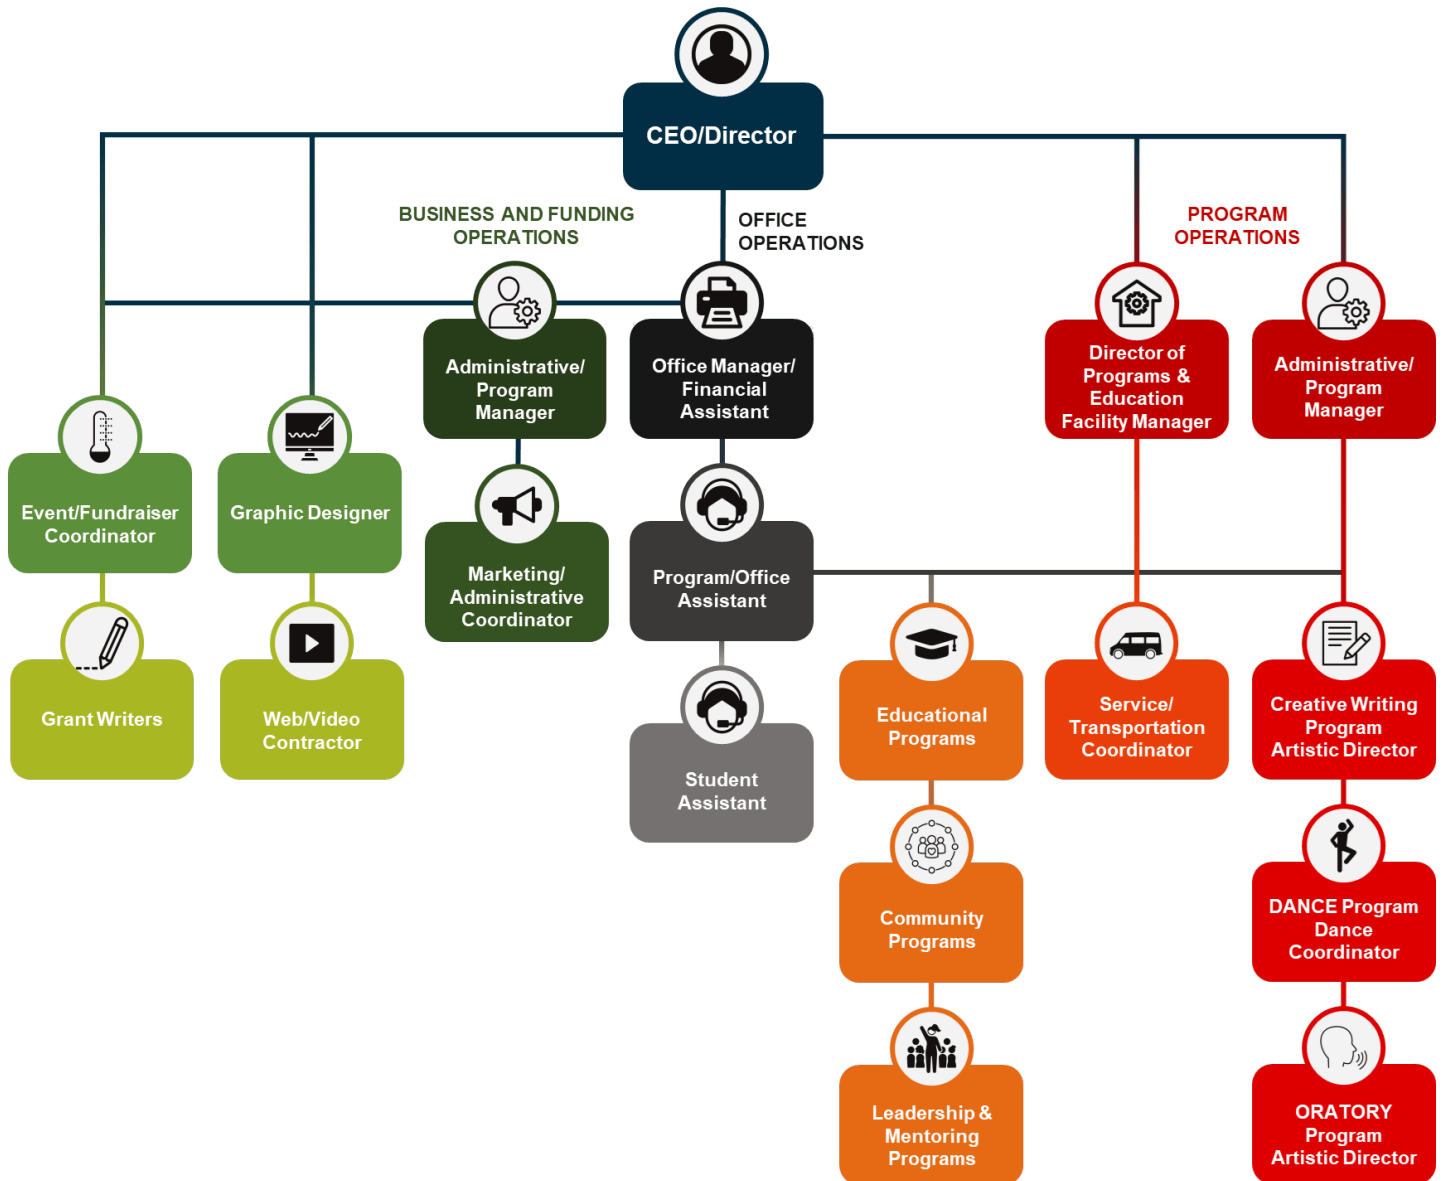 CEO/Director
BUSINESS AND FUNDING
OPERATIONS
OFFICE
OPERATIONS
PROGRAM
OPERATIONS
Administrative/
Program
Manager
Office Manager/
Financial
Assistant
Director of
Programs &
Education
Facility Manager
Administrative/
Program
Manager
Event/Fundraiser
Coordinator
Graphic Designer
Marketing/
Administrative
Coordinator
Program/Office
Assistant
Grant Writers
Web/Video
Contractor
Student
Assistant
Educational
Programs
Service/
Transportation
Coordinator
Creative Writing
Program
Artistic Director
Community
Programs
DANCE Program
Dance
Coordinator
Leadership &
Mentoring
Programs
ORATORY
Program
Artistic Director